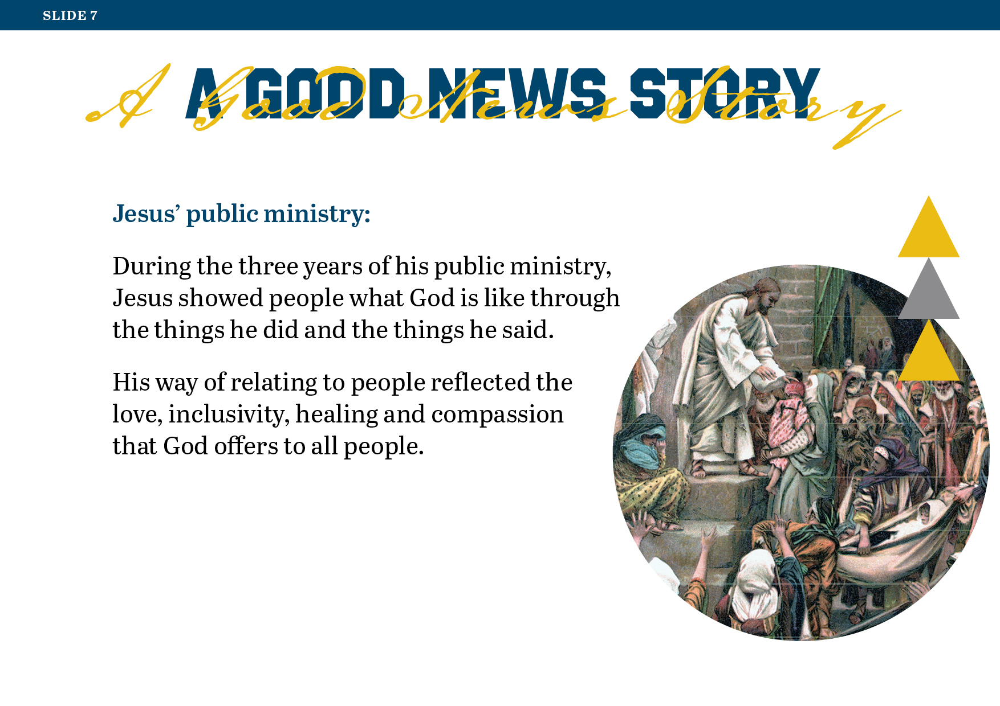 SLIDE 7
A GOOD NEWS STORY
A Good News Story
Jesus’ public ministry:
During the three years of his public ministry,
Jesus showed people what God is like through
the things he did and the things he said.
His way of relating to people reflected the
love, inclusivity, healing and compassion
that God offers to all people.